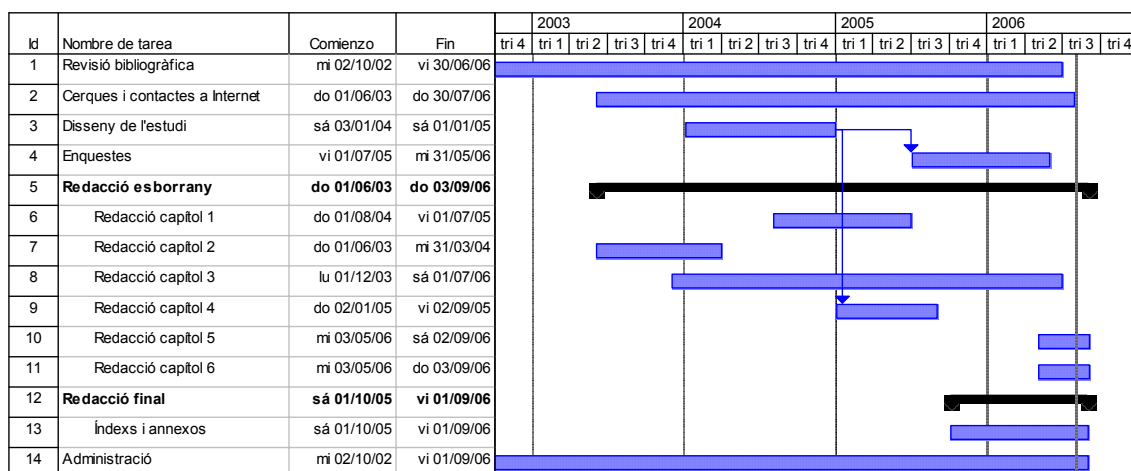 2003 2004 2005 2006
Id Nombre de tarea Comienzo Fin tri 4 tri 1 tri 2 tri 3 tri 4 tri 1 tri 2 tri 3 tri 4 tri 1 tri 2 tri 3 tri 4 tri 1 tri 2 tri 3 tri 4
1 Revisió bibliogràfica mi 02/10/02 vi 30/06/06
2 Cerques i contactes a Internet do 01/06/03 do 30/07/06
3 Disseny de l'estudi sá 03/01/04 sá 01/01/05
4 Enquestes vi 01/07/05 mi 31/05/06
5 Redacció esborrany do 01/06/03 do 03/09/06
6 Redacció capítol 1 do 01/08/04 vi 01/07/05
7 Redacció capítol 2 do 01/06/03 mi 31/03/04
8 Redacció capítol 3 lu 01/12/03 sá 01/07/06
9 Redacció capítol 4 do 02/01/05 vi 02/09/05
10 Redacció capítol 5 mi 03/05/06 sá 02/09/06
11 Redacció capítol 6 mi 03/05/06 do 03/09/06
12 Redacció final sá 01/10/05 vi 01/09/06
13 Índexs i annexos sá 01/10/05 vi 01/09/06
14 Administració mi 02/10/02 vi 01/09/06